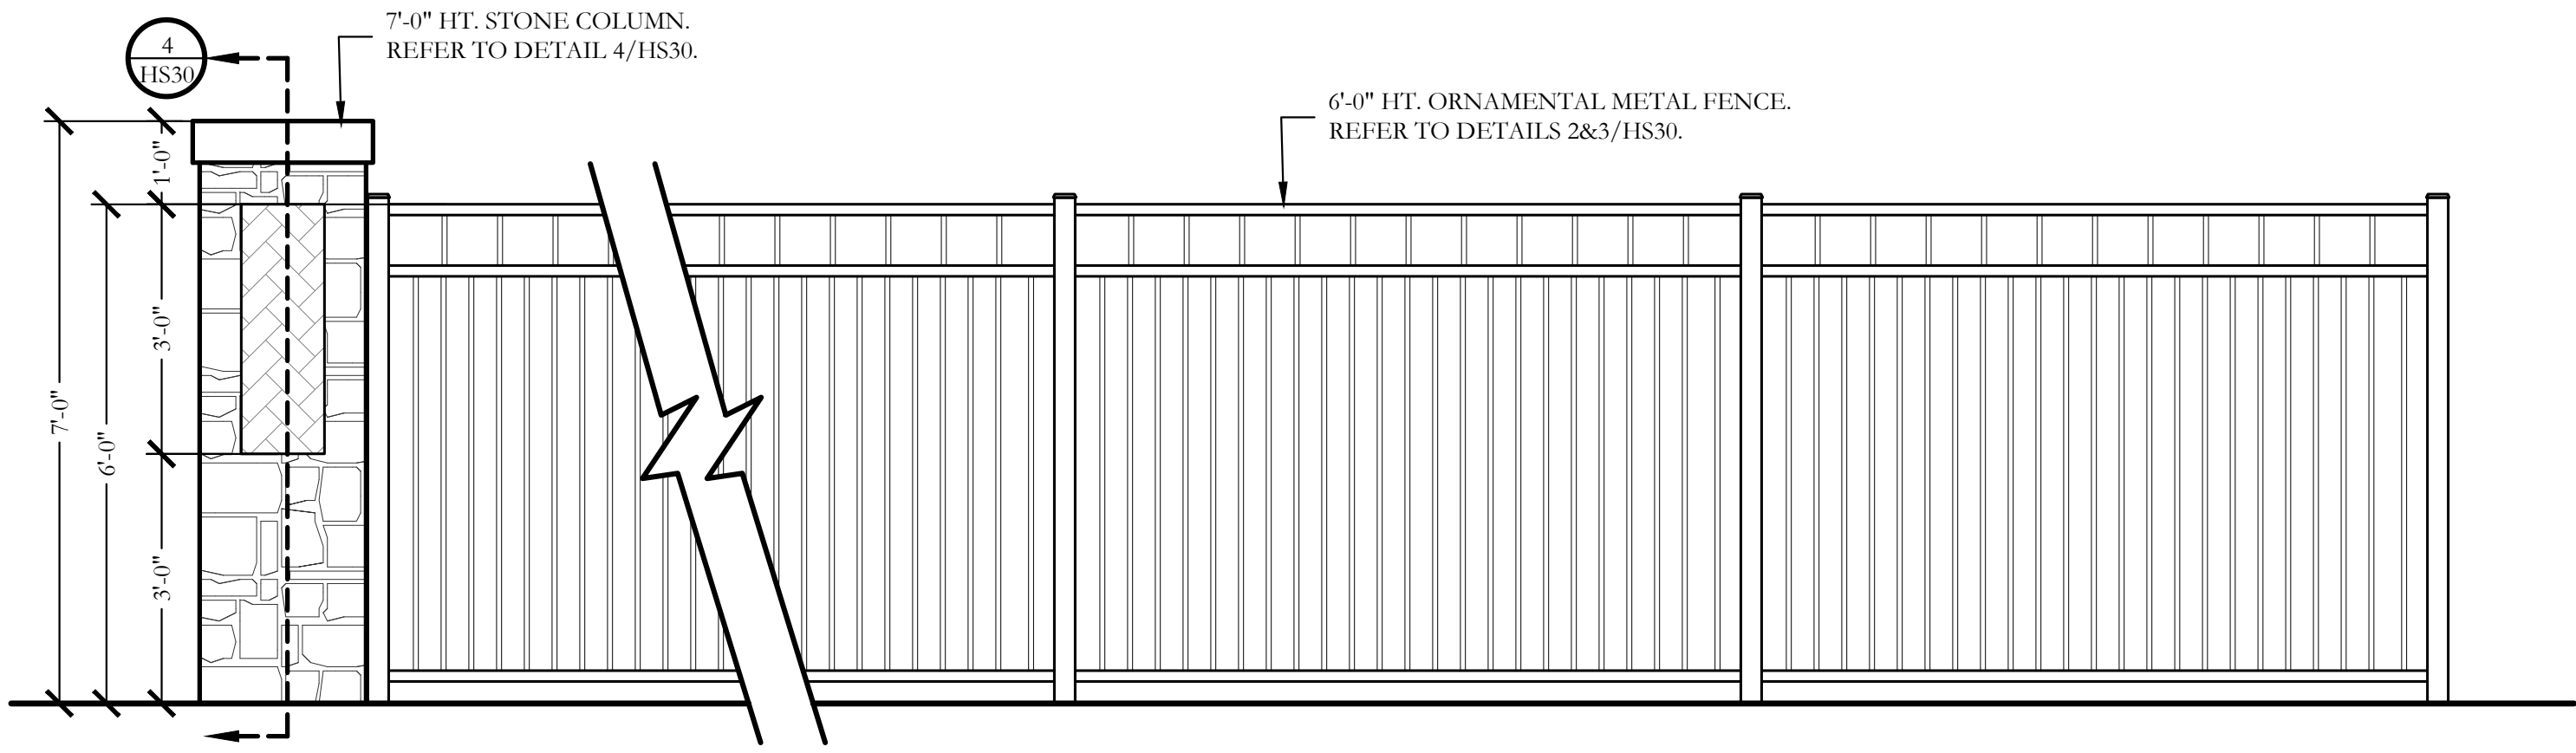 4
HS30
7'-0" HT. STONE COLUMN.
REFER TO DETAIL 4/HS30.
6'-0" HT. ORNAMENTAL METAL FENCE.
REFER TO DETAILS 2&3/HS30.
1'-0"
3'-0"
7'-0"
6'-0"
3'-0"